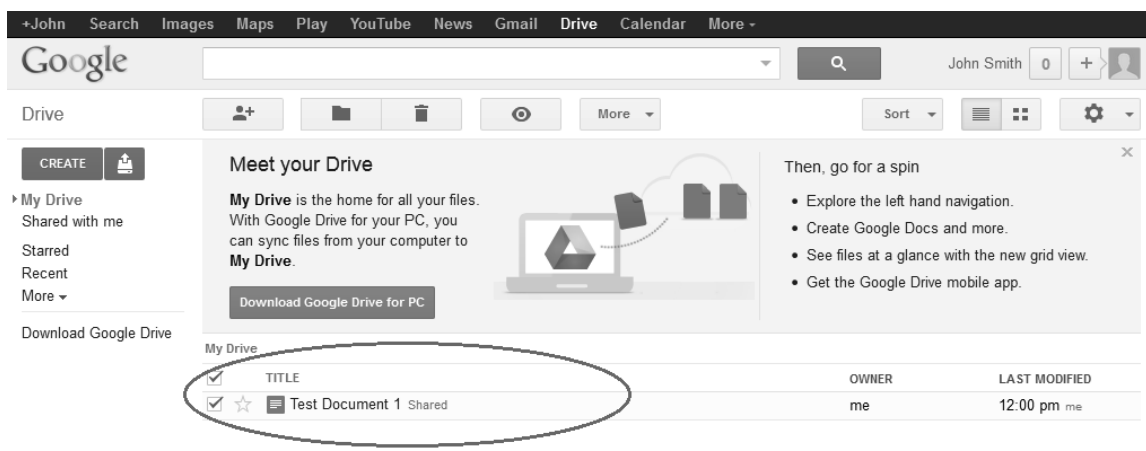 +John Search Images Maps Play YouTube News Gmail Drive Calendar More
Google
John Smith 0 +
Drive
More
Sort
CREATE
My Drive
Shared with me
Starred
Recent
More
Download Google Drive
Meet your Drive
My Drive is the home for all your files.
With Google Drive for your PC, you
can sync files from your computer to
My Drive.
Download Google Drive for PC
Then, go for a spin
• Explore the left hand navigation.
• Create Google Docs and more.
• See files at a glance with the new grid view.
• Get the Google Drive mobile app.
My Drive
TITLE OWNER LAST MODIFIED
Test Document 1 Shared me 12:00 pm me